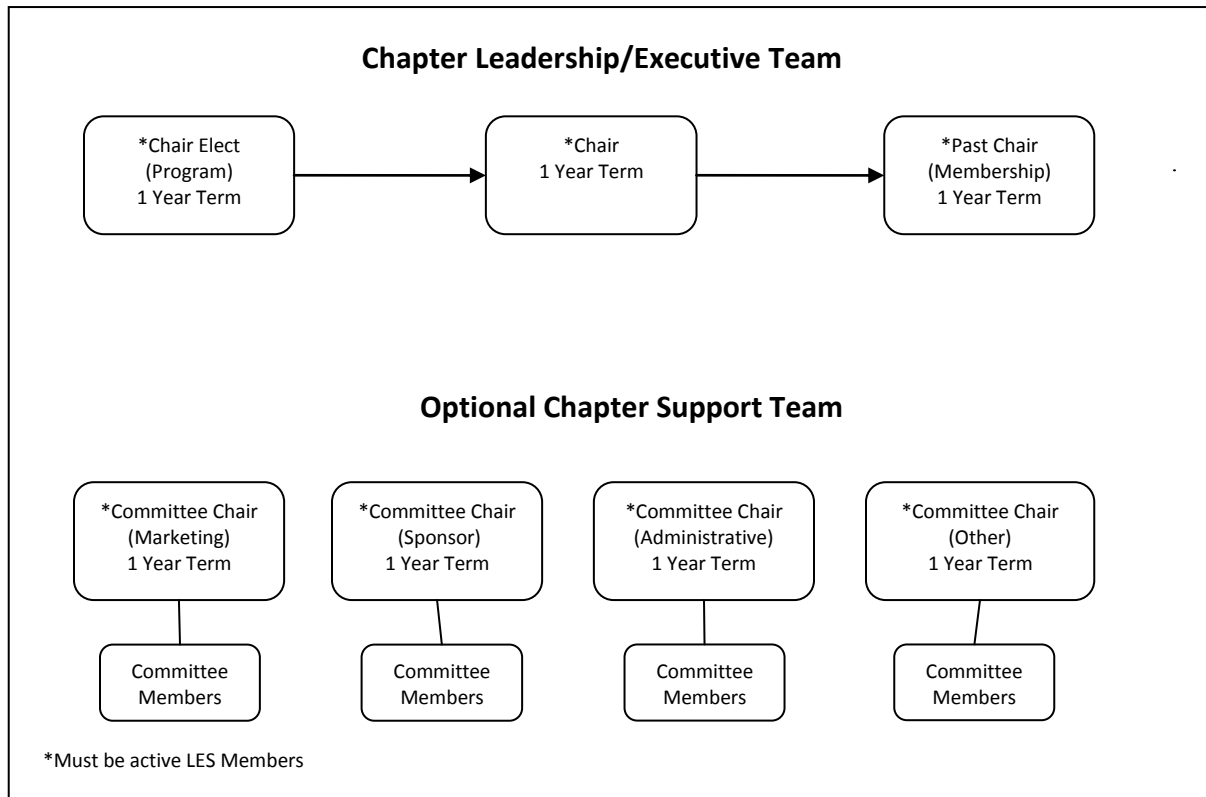 Chapter Leadership/Executive Team
*Chair Elect
(Program)
1 Year Term
*Chair
1 Year Term
*Past Chair
(Membership)
1 Year Term
Optional Chapter Support Team
*Committee Chair
(Marketing)
1 Year Term
*Committee Chair
(Sponsor)
1 Year Term
*Committee Chair
(Administrative)
1 Year Term
*Committee Chair
(Other)
1 Year Term
Committee
Members
Committee
Members
Committee
Members
Committee
Members
*Must be active LES Members